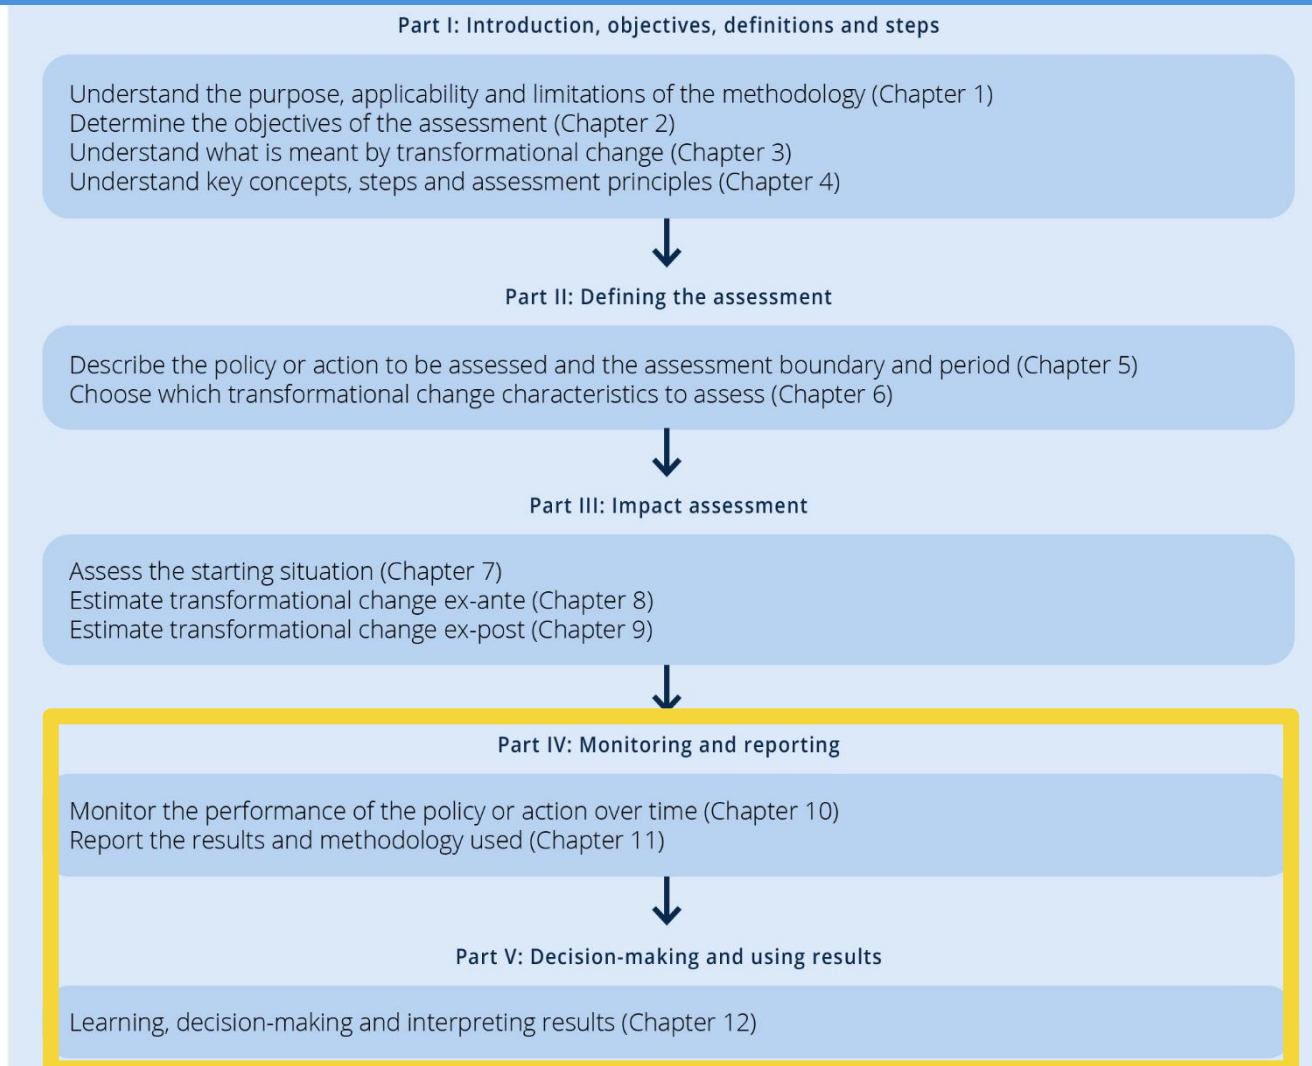 Part I: Introduction, objectives, definitions and steps
Understand the purpose, applicability and limitations of the methodology (Chapter 1)
Determine the objectives of the assessment (Chapter 2)
Understand what is meant by transformational change (Chapter 3)
Understand key concepts, steps and assessment principles (Chapter 4)
Part II: Defining the assessment
Describe the policy or action to be assessed and the assessment boundary and period (Chapter 5)
Choose which transformational change characteristics to assess (Chapter 6)
Part III: Impact assessment
Assess the starting situation (Chapter 7)
Estimate transformational change ex-ante (Chapter 8)
Estimate transformational change ex-post (Chapter 9)
Part IV: Monitoring and reporting
Monitor the performance of the policy or action over time (Chapter 10)
Report the results and methodology used (Chapter 11)
Part V: Decision-making and using results
Learning, decision-making and interpreting results (Chapter 12)